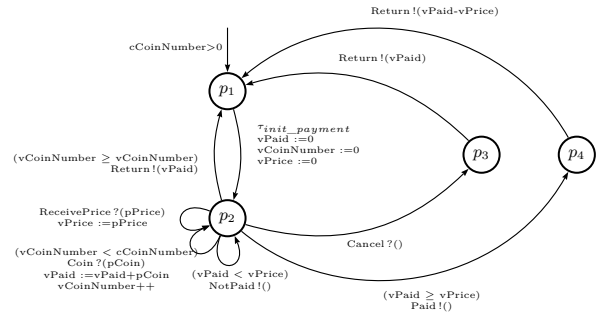 Return!(vPaid-vPrice)
cCoinNumber>0
Return!(vPaid)
p1
τinit_payment
vPaid :=0
vCoinNumber :=0
vPrice :=0
(vCoinNumber ≥ vCoinNumber)
Return!(vPaid)
p3
p4
ReceivePrice?(pPrice)
vPrice :=pPrice
p2
Cancel?()
(vCoinNumber < cCoinNumber)
Coin?(pCoin)
vPaid :=vPaid+pCoin
vCoinNumber++
(vPaid < vPrice)
NotPaid!()
(vPaid ≥ vPrice)
Paid!()